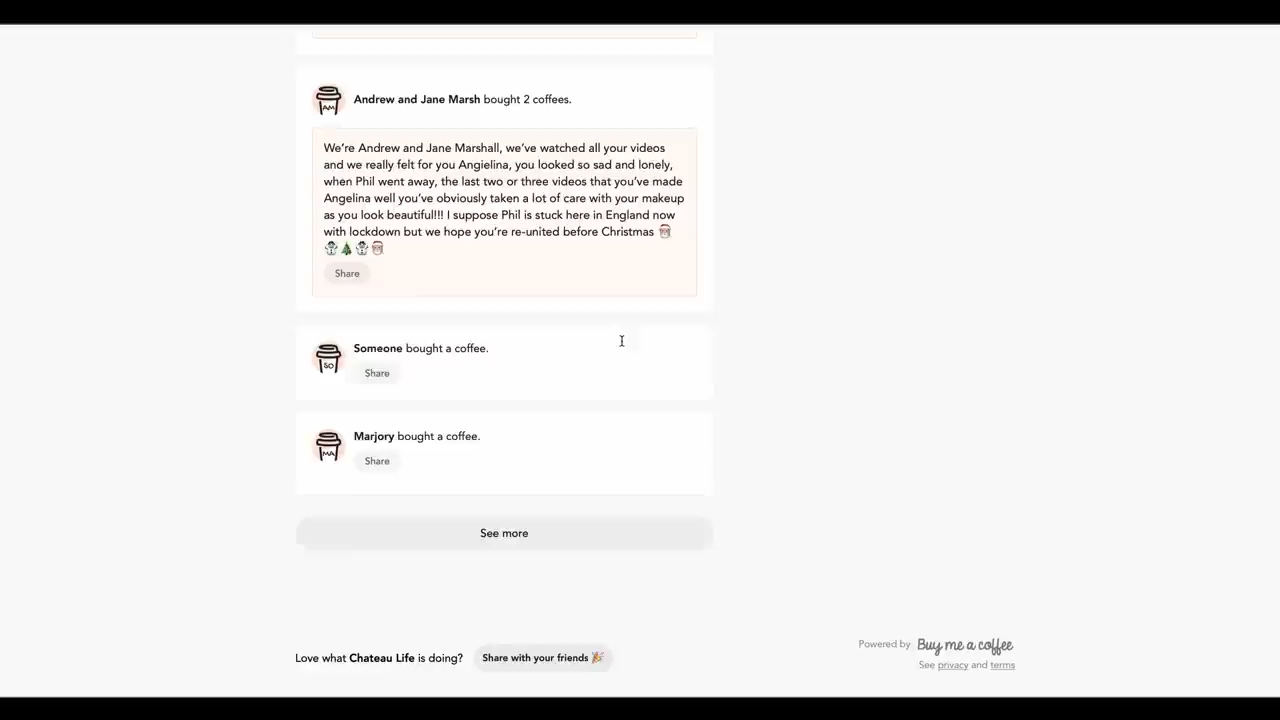 AM
Andrew and Jane Marsh bought 2 coffees.
We're Andrew and Jane Marshall, we've watched all your videos
and we really felt for you Angielina, you looked so sad and lonely,
when Phil went away, the last two or three videos that you've made
Angelina well you've obviously taken a lot of care with your makeup
as you look beautiful!!! I suppose Phil is stuck here in England now
with lockdown but we hope you're re-united before Christmas 🎅
⛄🎄⛄🎅
Share
SO
Someone bought a coffee.
Share
MA
Marjory bought a coffee.
Share
See more
Love what Chateau Life is doing?
Share with your friends 🎉
Powered by Buy me a coffee
See privacy and terms